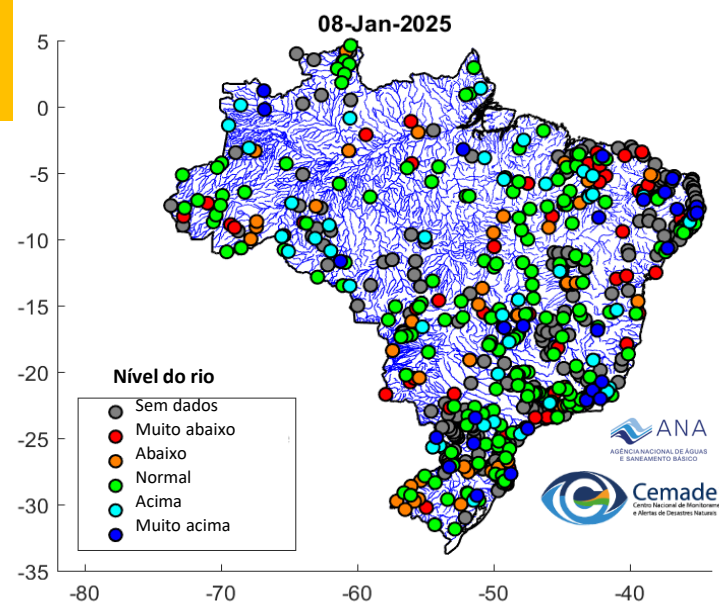 08-Jan-2025
5
0
-5
-10
-15
-20
-25
-30
-35
-80
-70
-60
-50
-40
Nível do rio
Sem dados
Muito abaixo
Abaixo
Normal
Acima
Muito acima
ANA
AGÊNCIA NACIONAL DE ÁGUAS
E SANEAMENTO BÁSICO
Cemade
Centro Nacional de Monitorame
e Alertas de Desastres Naturais